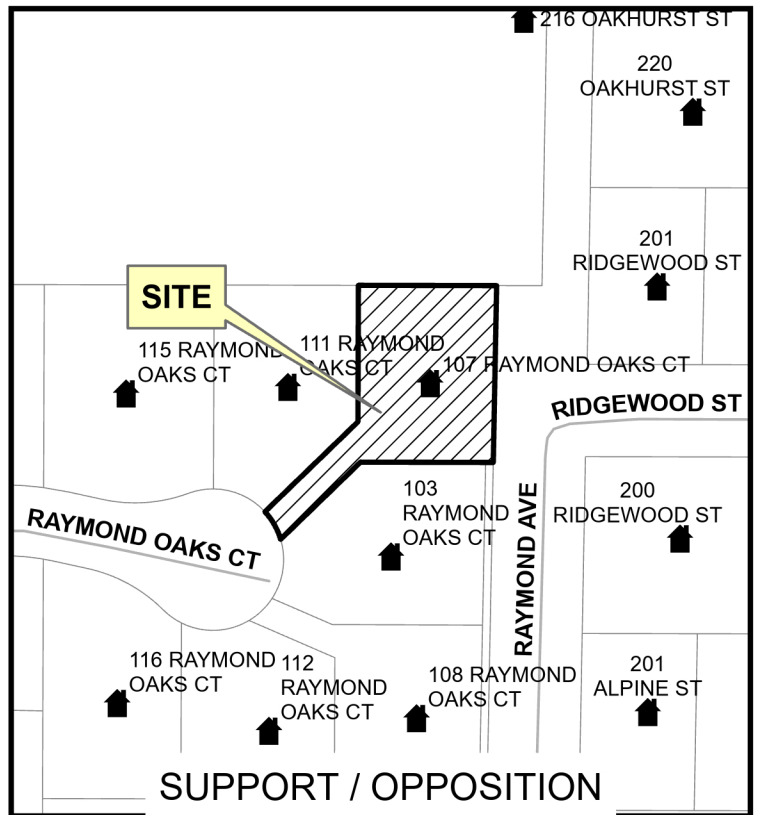 216 OAKHURST ST
220
OAKHURST ST
201
RIDGEWOOD ST
SITE
115 RAYMOND
OAKS CT
111 RAYMOND
OAKS CT
107 RAYMOND OAKS CT
RIDGEWOOD ST
103
RAYMOND
OAKS CT
200
RIDGEWOOD ST
RAYMOND OAKS CT
RAYMOND AVE
116 RAYMOND
OAKS CT
112
RAYMOND
OAKS CT
108 RAYMOND
OAKS CT
201
ALPINE ST
SUPPORT / OPPOSITION